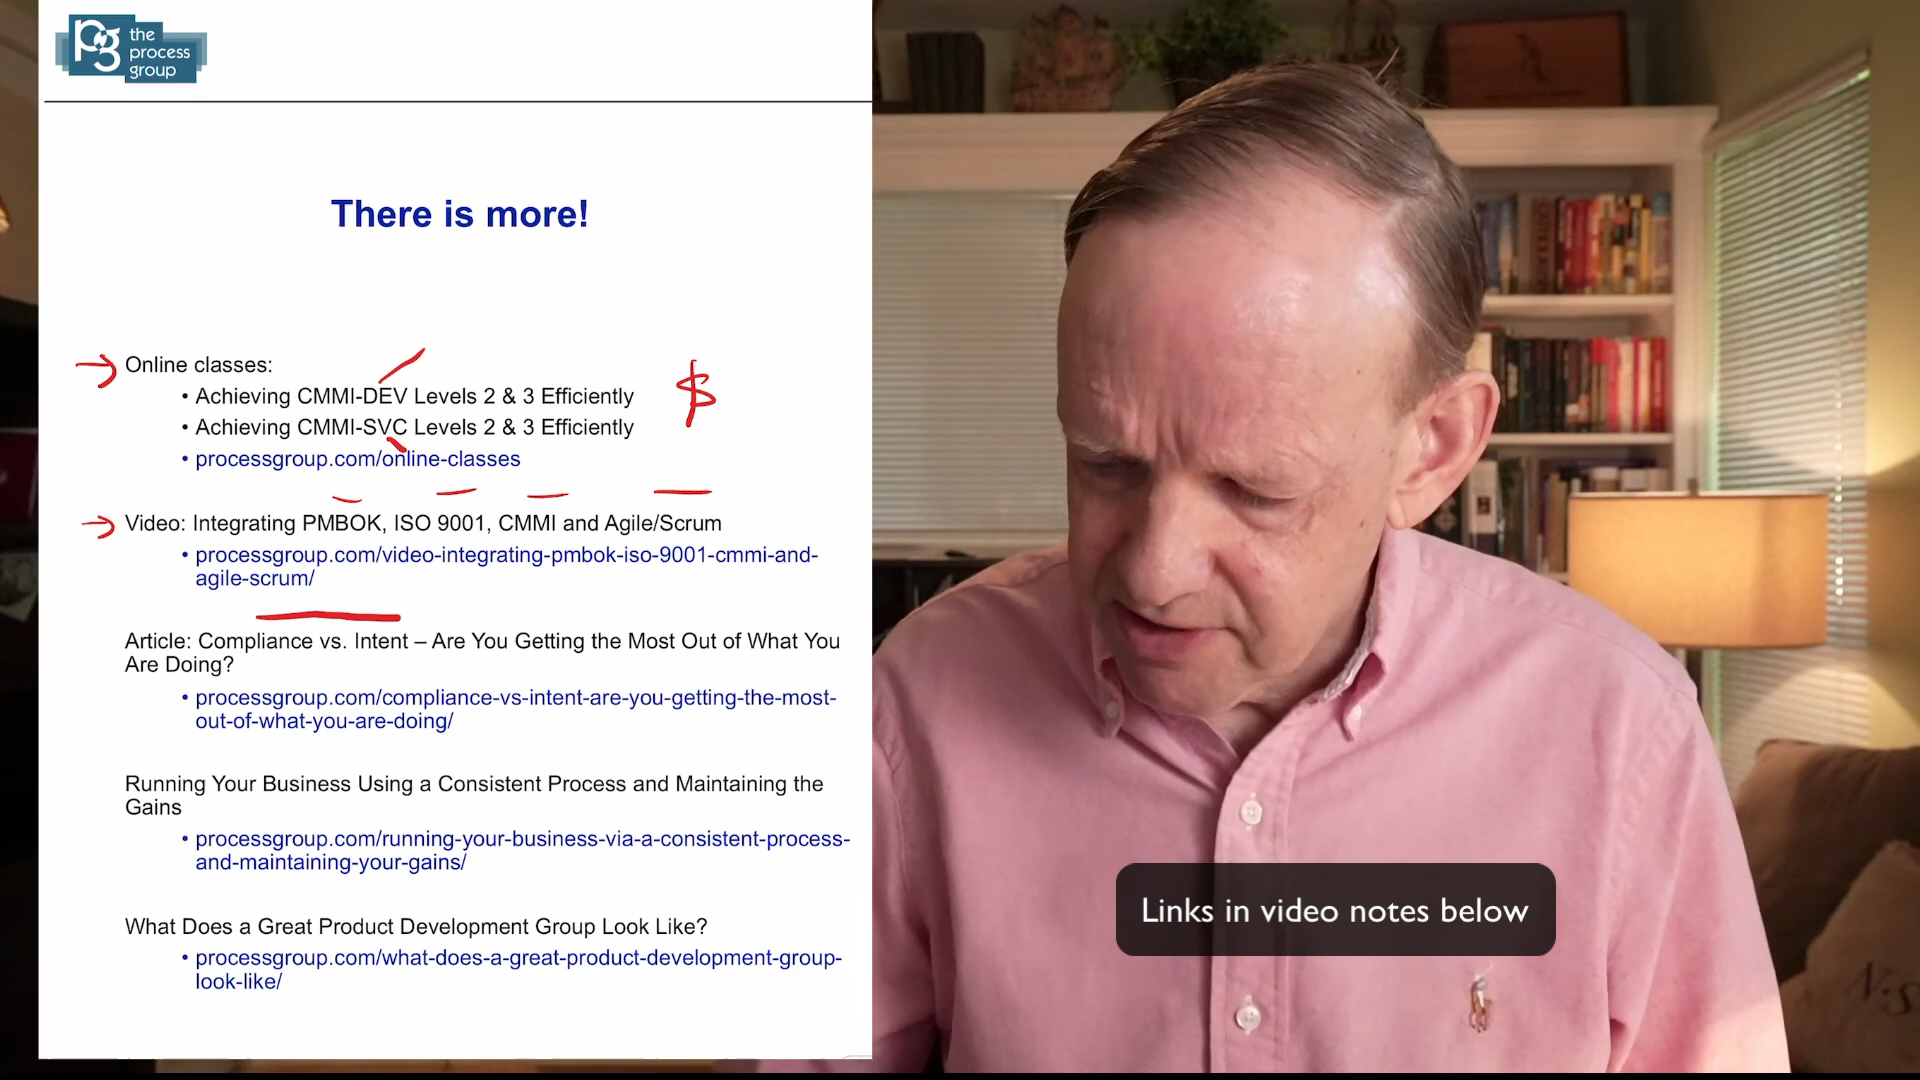 the
process
group
There is more!
Online classes:
• Achieving CMMI-DEV Levels 2 & 3 Efficiently
$
• Achieving CMMI-SVC Levels 2 & 3 Efficiently
• processgroup.com/online-classes
Video: Integrating PMBOK, ISO 9001, CMMI and Agile/Scrum
• processgroup.com/video-integrating-pmbok-iso-9001-cmmi-and-
agile-scrum/
Article: Compliance vs. Intent – Are You Getting the Most Out of What You
Are Doing?
• processgroup.com/compliance-vs-intent-are-you-getting-the-most-
out-of-what-you-are-doing/
Running Your Business Using a Consistent Process and Maintaining the
Gains
• processgroup.com/running-your-business-via-a-consistent-process-
and-maintaining-your-gains/
What Does a Great Product Development Group Look Like?
• processgroup.com/what-does-a-great-product-development-group-
look-like/
Links in video notes below